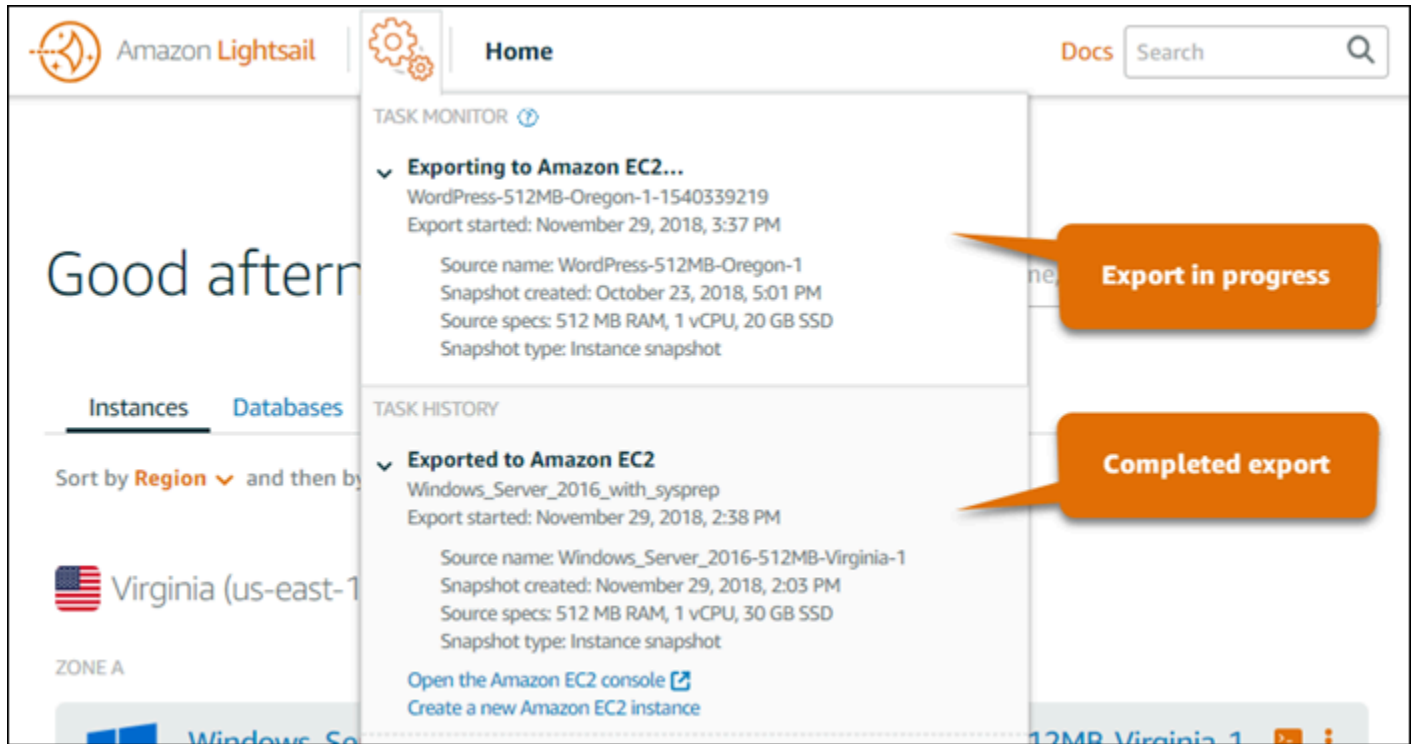 Amazon Lightsail
Home
Docs
Search
TASK MONITOR
Exporting to Amazon EC2...
WordPress-512MB-Oregon-1-1540339219
Export started: November 29, 2018, 3:37 PM
Source name: WordPress-512MB-Oregon-1
Snapshot created: October 23, 2018, 5:01 PM
Source specs: 512 MB RAM, 1 vCPU, 20 GB SSD
Snapshot type: Instance snapshot
Export in progress
Good aftern
Instances Databases
TASK HISTORY
Exported to Amazon EC2
Windows_Server_2016_with_sysprep
Export started: November 29, 2018, 2:38 PM
Source name: Windows_Server_2016-512MB-Virginia-1
Snapshot created: November 29, 2018, 2:03 PM
Source specs: 512 MB RAM, 1 vCPU, 30 GB SSD
Snapshot type: Instance snapshot
Open the Amazon EC2 console
Create a new Amazon EC2 instance
Completed export
Sort by Region and then by
Virginia (us-east-1
ZONE A
Windows_Se
12MB-Virginia-1